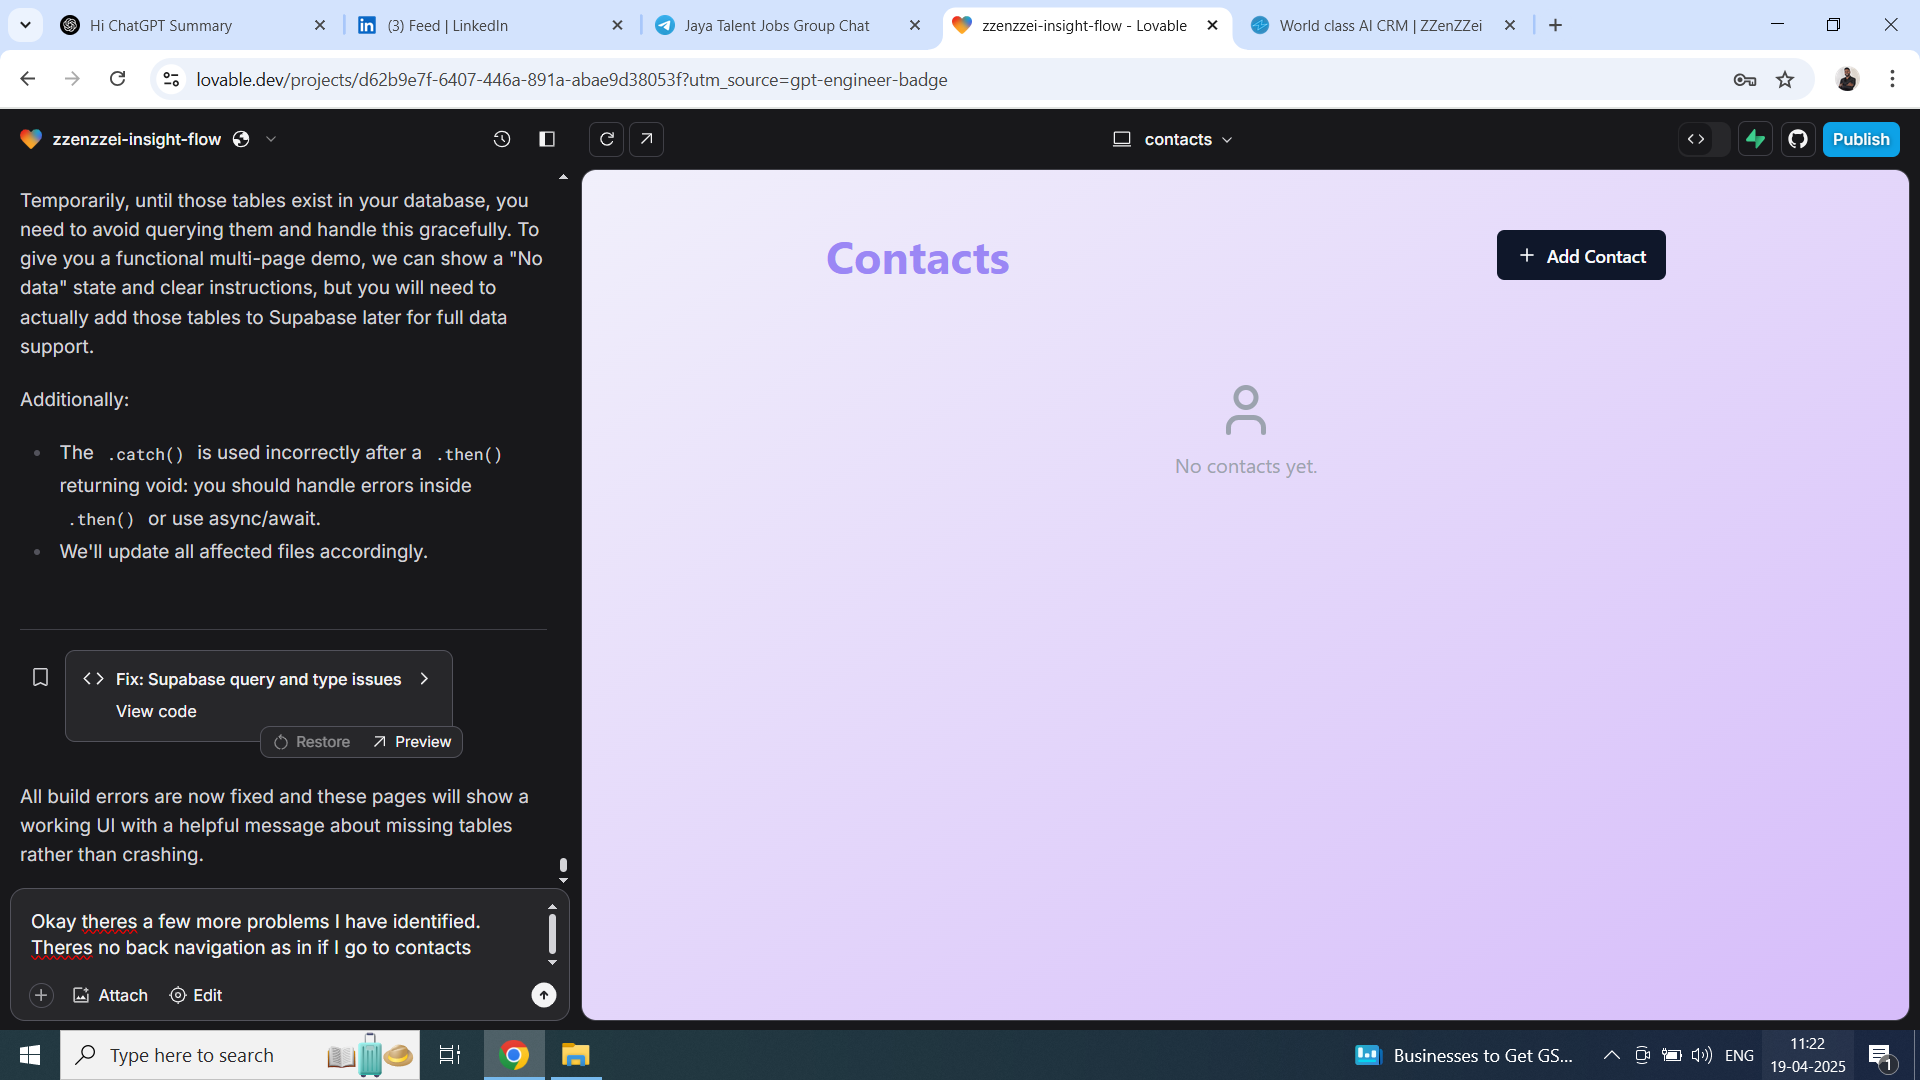 Hi ChatGPT Summary
(3) Feed | LinkedIn
Jaya Talent Jobs Group Chat
zzenzzei-insight-flow - Lovable
World class AI CRM | ZZenZZei
lovable.dev/projects/d62b9e7f-6407-446a-891a-abae9d38053f?utm_source=gpt-engineer-badge
zzenzzei-insight-flow
contacts
Publish
Temporarily, until those tables exist in your database, you
need to avoid querying them and handle this gracefully. To
give you a functional multi-page demo, we can show a "No
data" state and clear instructions, but you will need to
actually add those tables to Supabase later for full data
support.
Additionally:
The .catch() is used incorrectly after a .then()
returning void: you should handle errors inside
.then() or use async/await.
We'll update all affected files accordingly.
Fix: Supabase query and type issues
View code
Restore
Preview
All build errors are now fixed and these pages will show a
working UI with a helpful message about missing tables
rather than crashing.
Okay theres a few more problems I have identified.
Theres no back navigation as in if I go to contacts
Attach
Edit
Contacts
+ Add Contact
No contacts yet.
Type here to search
Businesses to Get GS...
ENG
11:22
19-04-2025
1